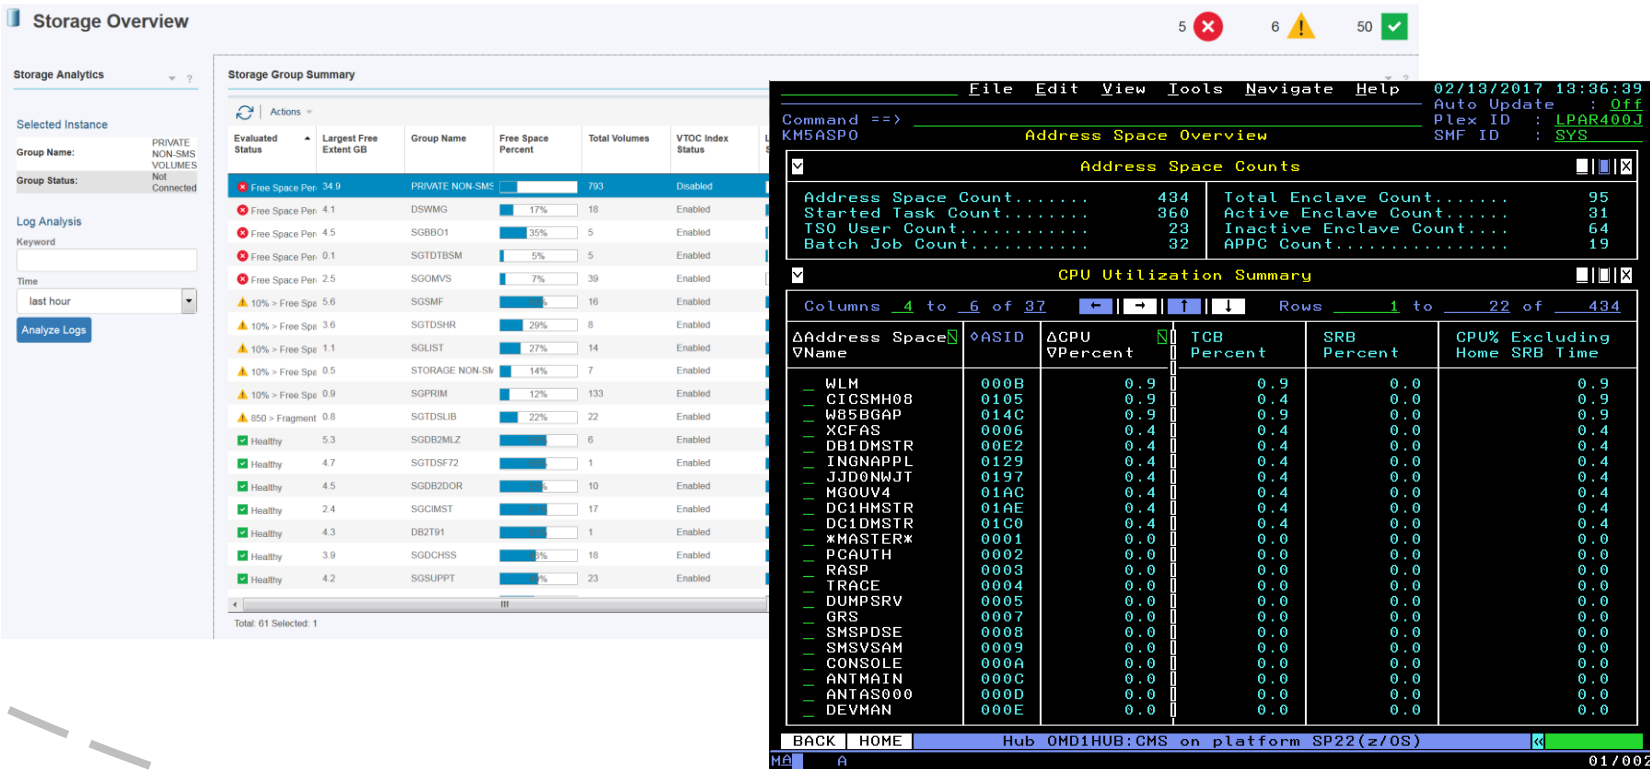 Storage Overview
5 6 50
Storage Analytics
?
Selected Instance
Group Name: PRIVATE NON-SMS VOLUMES
Group Status: Not Connected
Log Analysis
Keyword
Time
last hour
Analyze Logs
Storage Group Summary
?
Actions
Evaluated Status Largest Free Extent GB Group Name Free Space Percent Total Volumes VTOC Index Status
Free Space Per 34.9 PRIVATE NON-SMS 793 Disabled
Free Space Per 4.1 DSWMG 17% 18 Enabled
Free Space Per 4.5 SGBBO1 35% 5 Enabled
Free Space Per 0.1 SGTDTBSM 5% 5 Enabled
Free Space Per 2.5 SGOMVS 7% 39 Enabled
10% > Free Spa 5.6 SGSMF 16 Enabled
10% > Free Spa 3.6 SGTDSHR 29% 8 Enabled
10% > Free Spa 1.1 SGLIST 27% 14 Enabled
10% > Free Spa 0.5 STORAGE NON-SM 14% 7 Enabled
10% > Free Spa 0.9 SGPRIM 12% 133 Enabled
850 > Fragment 0.8 SGTDSLIB 22% 22 Enabled
Healthy 5.3 SGDB2MLZ 6 Enabled
Healthy 4.7 SGTDSF72 1 Enabled
Healthy 4.5 SGDB2DOR 10 Enabled
Healthy 2.4 SGCIMST 17 Enabled
Healthy 4.3 DB2T91 1 Enabled
Healthy 3.9 SGDCHSS 18 Enabled
Healthy 4.2 SGSUPPT 23 Enabled
Total: 61 Selected: 1
File Edit View Tools Navigate Help 02/13/2017 13:36:39
Auto Update : Off
Command ==> Plex ID : LPAR400J
KM5ASPO Address Space Overview SMF ID : SYS
Address Space Counts
Address Space Count....... 434 Total Enclave Count....... 95
Started Task Count........ 360 Active Enclave Count...... 31
TSO User Count............ 23 Inactive Enclave Count.... 64
Batch Job Count........... 32 APPC Count................ 19
CPU Utilization Summary
Columns 4 to 6 of 37 ← → ↑ ↓ Rows 1 to 22 of 434
ΔAddress Space ◊ASID ΔCPU TCB SRB CPU% Excluding
∇Name ∇Percent Percent Percent Home SRB Time
_ WLM 000B 0.9 0.9 0.0 0.9
_ CICSMH08 0105 0.9 0.4 0.0 0.9
_ W85BGAP 014C 0.9 0.9 0.0 0.9
_ XCFAS 0006 0.4 0.4 0.0 0.4
_ DB1DMSTR 00E2 0.4 0.4 0.0 0.4
_ INGNAPPL 0129 0.4 0.4 0.0 0.4
_ JJD0NWJT 0197 0.4 0.4 0.0 0.4
_ MGOUV4 01AC 0.4 0.4 0.0 0.4
_ DC1HMSTR 01AE 0.4 0.4 0.0 0.4
_ DC1DMSTR 01C0 0.4 0.4 0.0 0.4
_ *MASTER* 0001 0.0 0.0 0.0 0.0
_ PCAUTH 0002 0.0 0.0 0.0 0.0
_ RASP 0003 0.0 0.0 0.0 0.0
_ TRACE 0004 0.0 0.0 0.0 0.0
_ DUMPSRV 0005 0.0 0.0 0.0 0.0
_ GRS 0007 0.0 0.0 0.0 0.0
_ SMSPDSE 0008 0.0 0.0 0.0 0.0
_ SMSVSAM 0009 0.0 0.0 0.0 0.0
_ CONSOLE 000A 0.0 0.0 0.0 0.0
_ ANTMAIN 000C 0.0 0.0 0.0 0.0
_ ANTAS000 000D 0.0 0.0 0.0 0.0
_ DEVMAN 000E 0.0 0.0 0.0 0.0
BACK HOME Hub OMD1HUB:CMS on platform SP22(z/OS) «
MA A 01/002